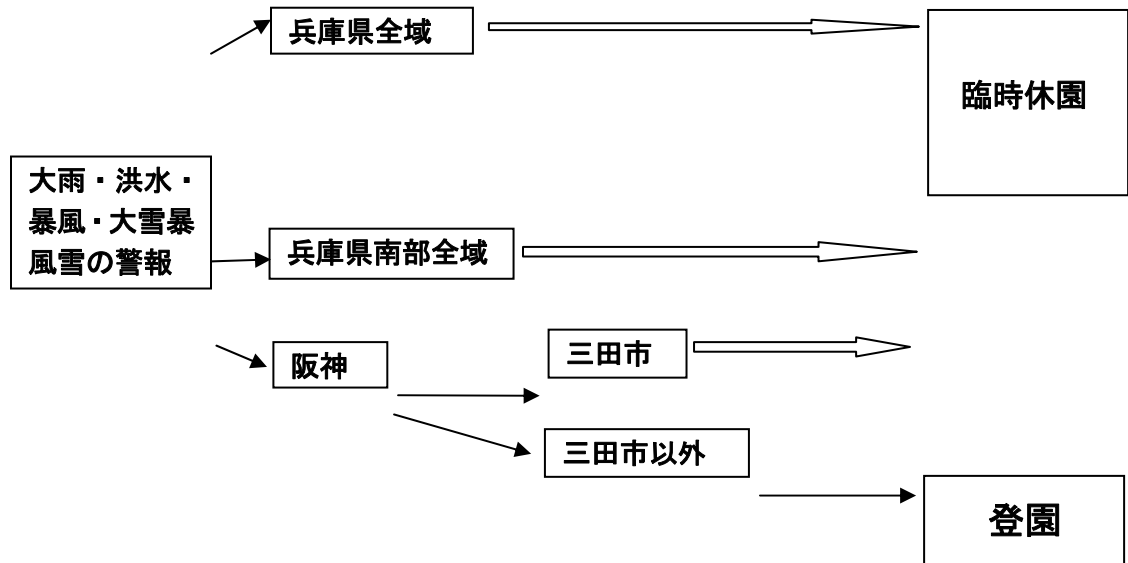 兵庫県全域
臨時休園
大雨・洪水・
暴風・大雪暴
風雪の警報
兵庫県南部全域
三田市
阪神
三田市以外
登園